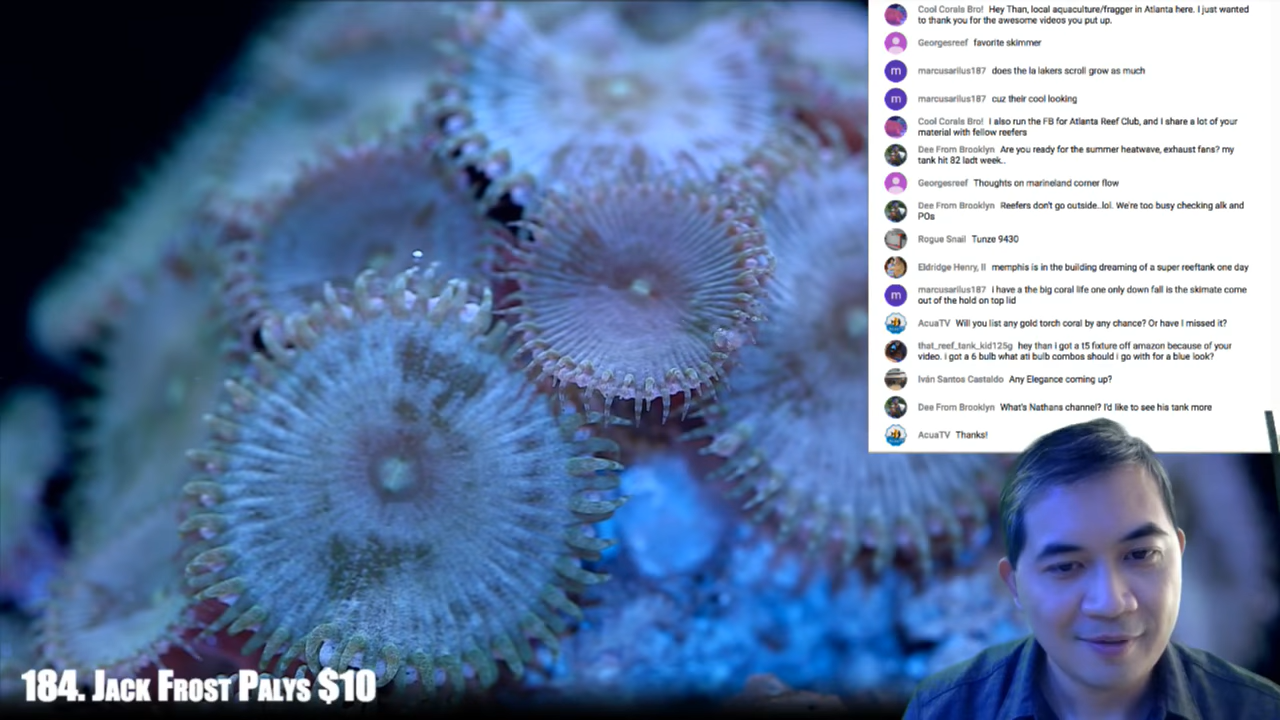 Cool Corals Bro! Hey Than, local aquaculture/fragger in Atlanta here. I just wanted
to thank you for the awesome videos you put up.
Georgesreef favorite skimmer
m marcusarilus187 does the la lakers scroll grow as much
m marcusarilus187 cuz their cool looking
Cool Corals Bro! I also run the FB for Atlanta Reef Club, and I share a lot of your
material with fellow reefers
Dee From Brooklyn Are you ready for the summer heatwave, exhaust fans? my
tank hit 82 ladt week..
Georgesreef Thoughts on marineland corner flow
Dee From Brooklyn Reefers don't go outside..lol. We're too busy checking alk and
POs
Rogue Snail Tunze 9430
Eldridge Henry, II memphis is in the building dreaming of a super reeftank one day
m marcusarilus187 i have a the big coral life one only down fall is the skimate come
out of the hold on top lid
AcuaTV Will you list any gold torch coral by any chance? Or have I missed it?
that_reef_tank_kid125g hey than i got a t5 fixture off amazon because of your
video. i got a 6 bulb what ati bulb combos should i go with for a blue look?
Iván Santos Castaldo Any Elegance coming up?
Dee From Brooklyn What's Nathans channel? I'd like to see his tank more
AcuaTV Thanks!
184. Jack Frost Palys $10